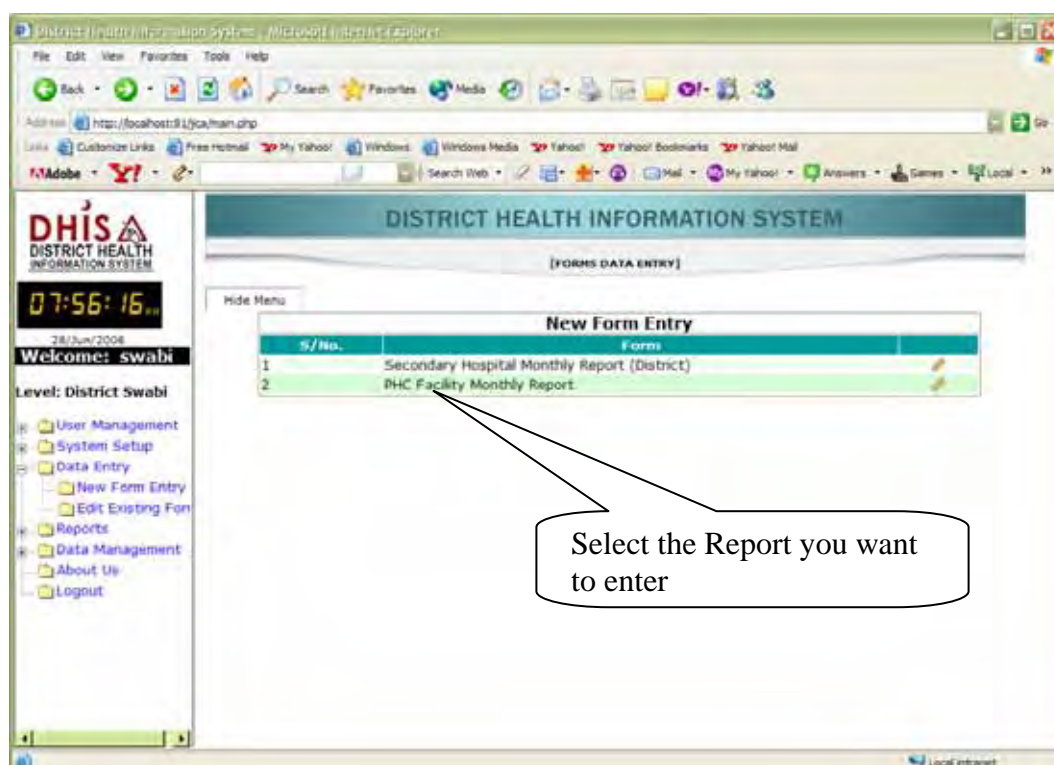 District Health Information System - Microsoft Internet Explorer
File Edit View Favorites Tools Help
Back Search Favorites Media
Address http://localhost:81/jica/main.php Go
Links Customize Links Free Hotmail My Yahoo! Windows Windows Media Yahoo! Yahoo! Bookmarks Yahoo! Mail
Adobe Y! Search Web Mail My Yahoo! Answers Games Local
DHIS
DISTRICT HEALTH
INFORMATION SYSTEM
DISTRICT HEALTH INFORMATION SYSTEM
[FORMS DATA ENTRY]
07:56:16
28/Jun/2006
Welcome: swabi
Level: District Swabi
User Management
System Setup
Data Entry
New Form Entry
Edit Existing For
Reports
Data Management
About Us
Logout
Hide Menu
New Form Entry
S/No. Form
1 Secondary Hospital Monthly Report (District)
2 PHC Facility Monthly Report
Select the Report you want
to enter
Local intranet